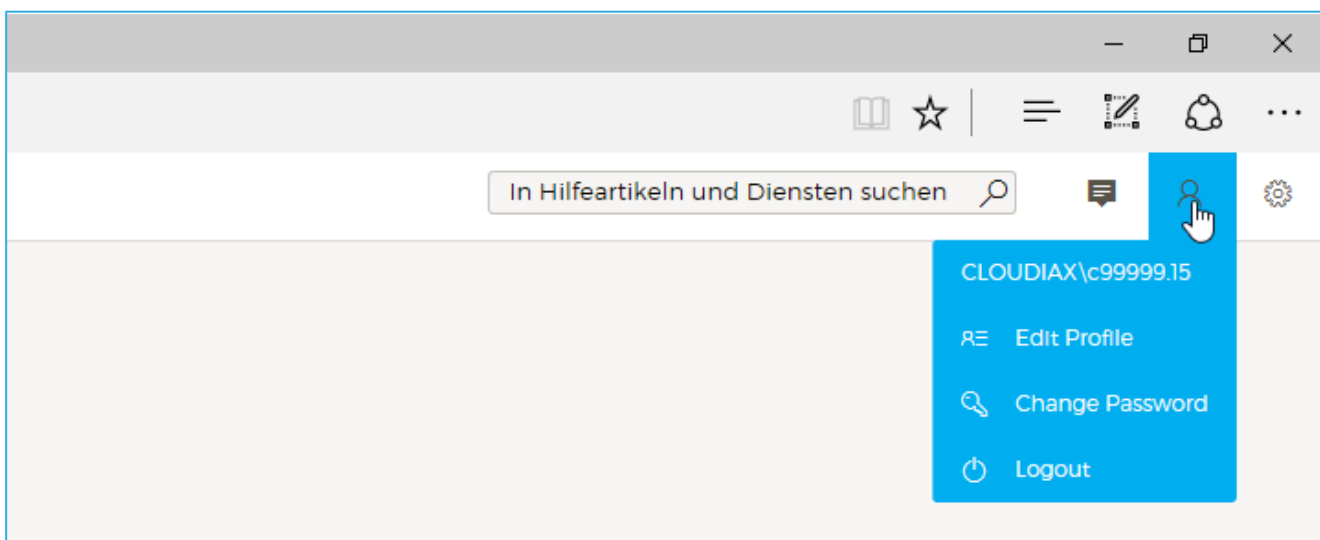 In Hilfeartikeln und Diensten suchen
CLOUDIAX\c99999.15
Edit Profile
Change Password
Logout